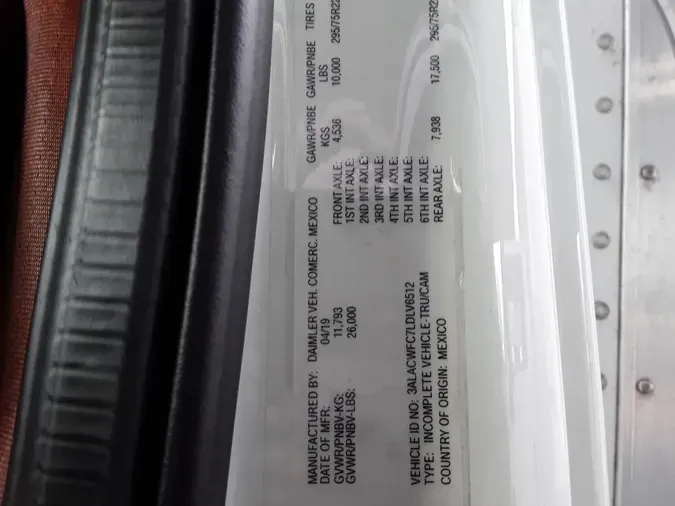 MANUFACTURED BY: DAIMLER VEH. COMERC. MEXICO
DATE OF MFR: 04/19
GVWR/PNBV-KG: 11,793
GVWR/PNBV-LBS: 26,000
GAWR/PNBE GAWR/PNBE TIRES
KGS LBS
FRONT AXLE: 4,536 10,000 295/75R22
1ST INT AXLE:
2ND INT AXLE:
3RD INT AXLE:
4TH INT AXLE:
5TH INT AXLE:
6TH INT AXLE:
REAR AXLE: 7,938 17,500 295/75R22
VEHICLE ID NO: 3ALACWFC7LDLV6512
TYPE: INCOMPLETE VEHICLE-TRU/CAM
COUNTRY OF ORIGIN: MEXICO